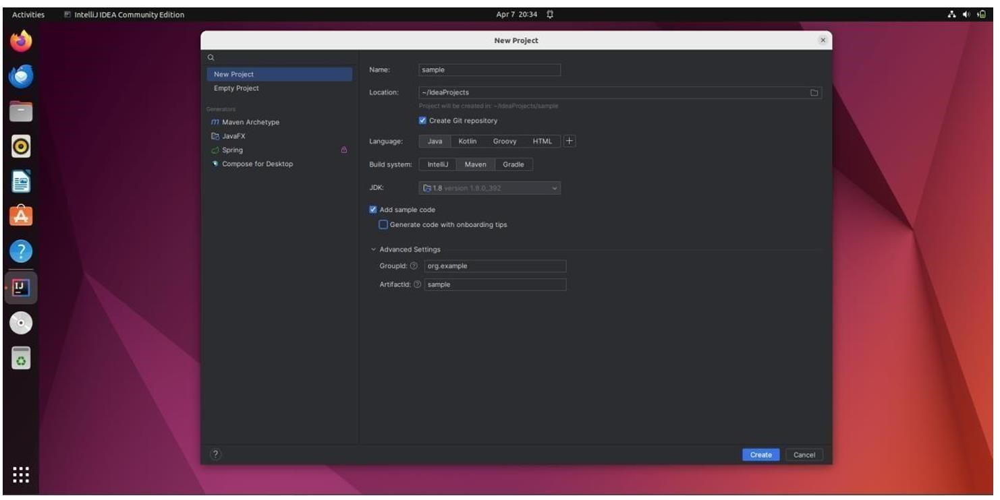 Activities IntelliJ IDEA Community Edition Apr 7 20:34
New Project
New Project
Empty Project
Generators
Maven Archetype
JavaFX
Spring
Compose for Desktop
Name: sample
Location: ~/IdeaProjects
Project will be created in: ~/IdeaProjects/sample
Create Git repository
Language: Java Kotlin Groovy HTML +
Build system: IntelliJ Maven Gradle
JDK: 1.8 version 1.8.0_392
Add sample code
Generate code with onboarding tips
Advanced Settings
GroupId: ? org.example
ArtifactId: ? sample
? Create Cancel